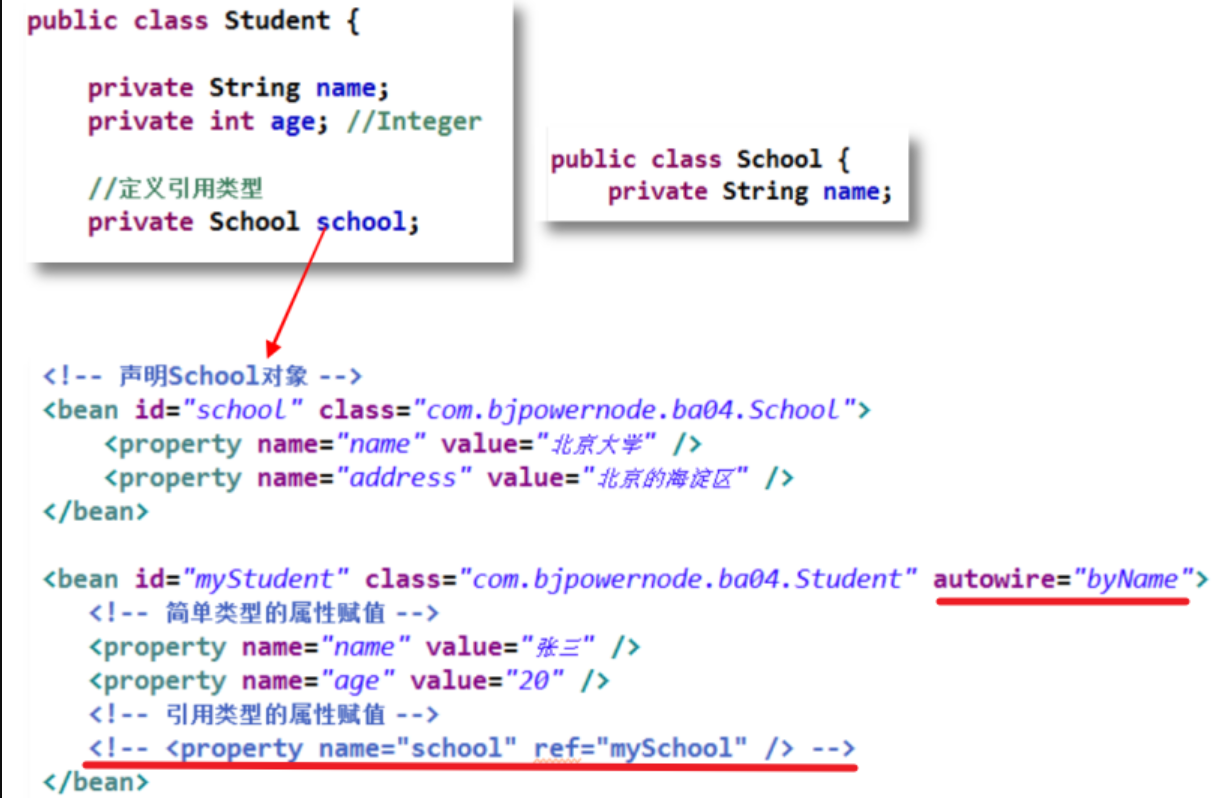 public class Student {
private String name;
private int age; //Integer
//定义引用类型
private School school;
public class School {
private String name;
<!-- 声明School对象 -->
<bean id="school" class="com.bjpowernode.ba04.School">
<property name="name" value="北京大学" />
<property name="address" value="北京的海淀区" />
</bean>
<bean id="myStudent" class="com.bjpowernode.ba04.Student" autowire="byName">
<!-- 简单类型的属性赋值 -->
<property name="name" value="张三" />
<property name="age" value="20" />
<!-- 引用类型的属性赋值 -->
<!-- <property name="school" ref="mySchool" /> -->
</bean>